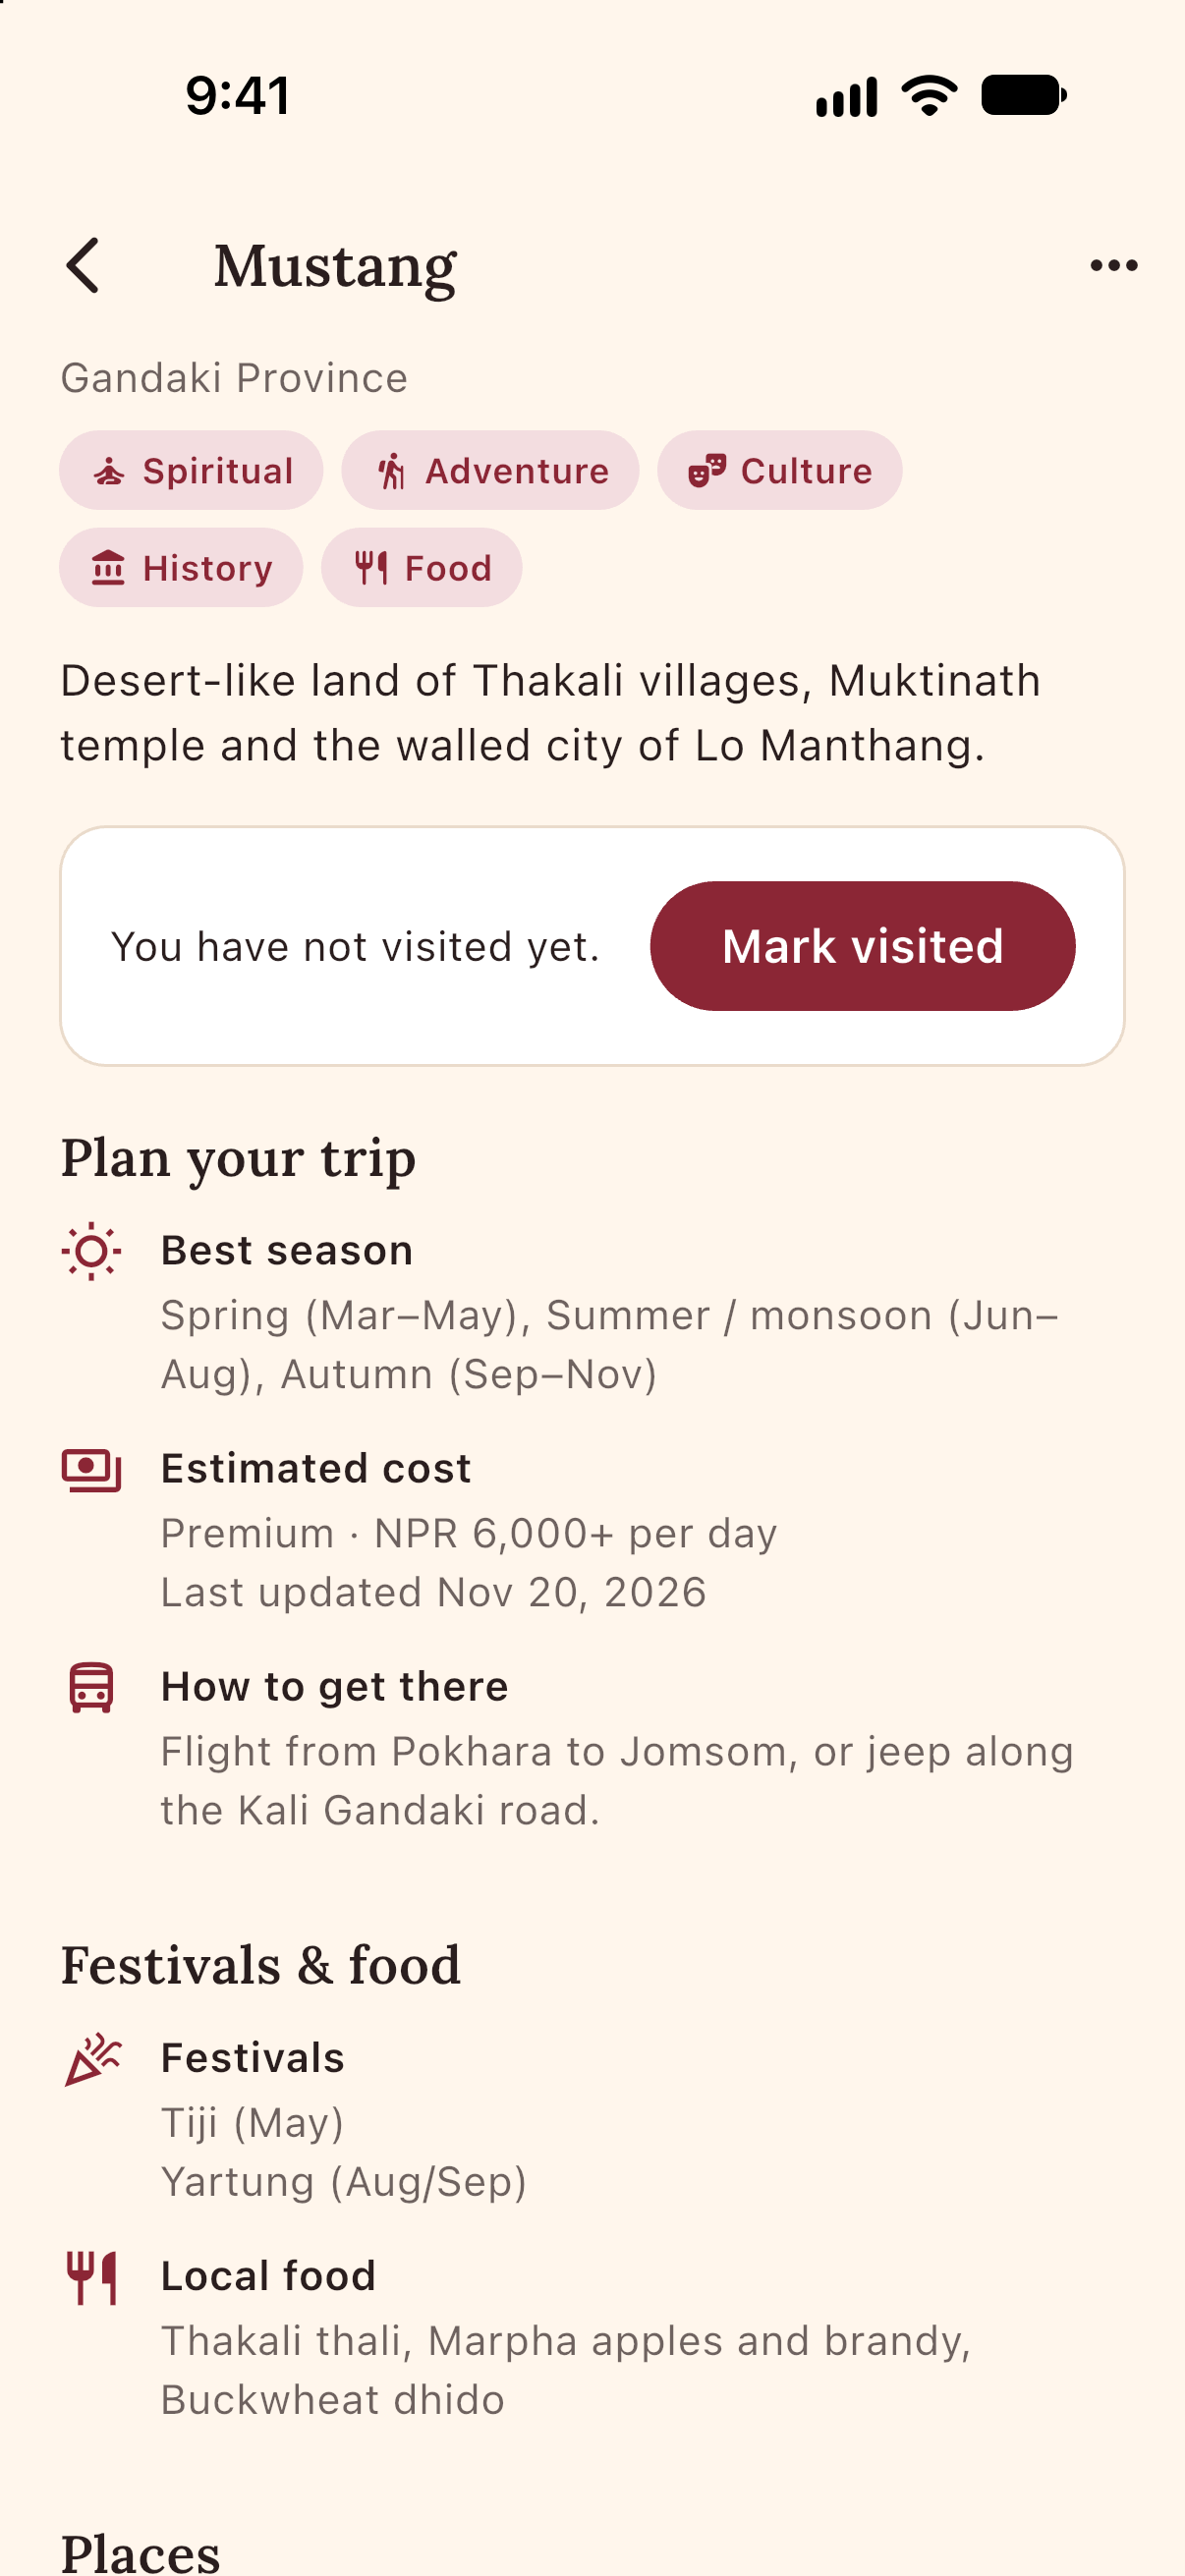 9:41
Mustang
Gandaki Province
Spiritual
Adventure
Culture
History
Food
Desert-like land of Thakali villages, Muktinath
temple and the walled city of Lo Manthang.
You have not visited yet.
Mark visited
Plan your trip
Best season
Spring (Mar–May), Summer / monsoon (Jun–
Aug), Autumn (Sep–Nov)
Estimated cost
Premium · NPR 6,000+ per day
Last updated Nov 20, 2026
How to get there
Flight from Pokhara to Jomsom, or jeep along
the Kali Gandaki road.
Festivals & food
Festivals
Tiji (May)
Yartung (Aug/Sep)
Local food
Thakali thali, Marpha apples and brandy,
Buckwheat dhido
Places